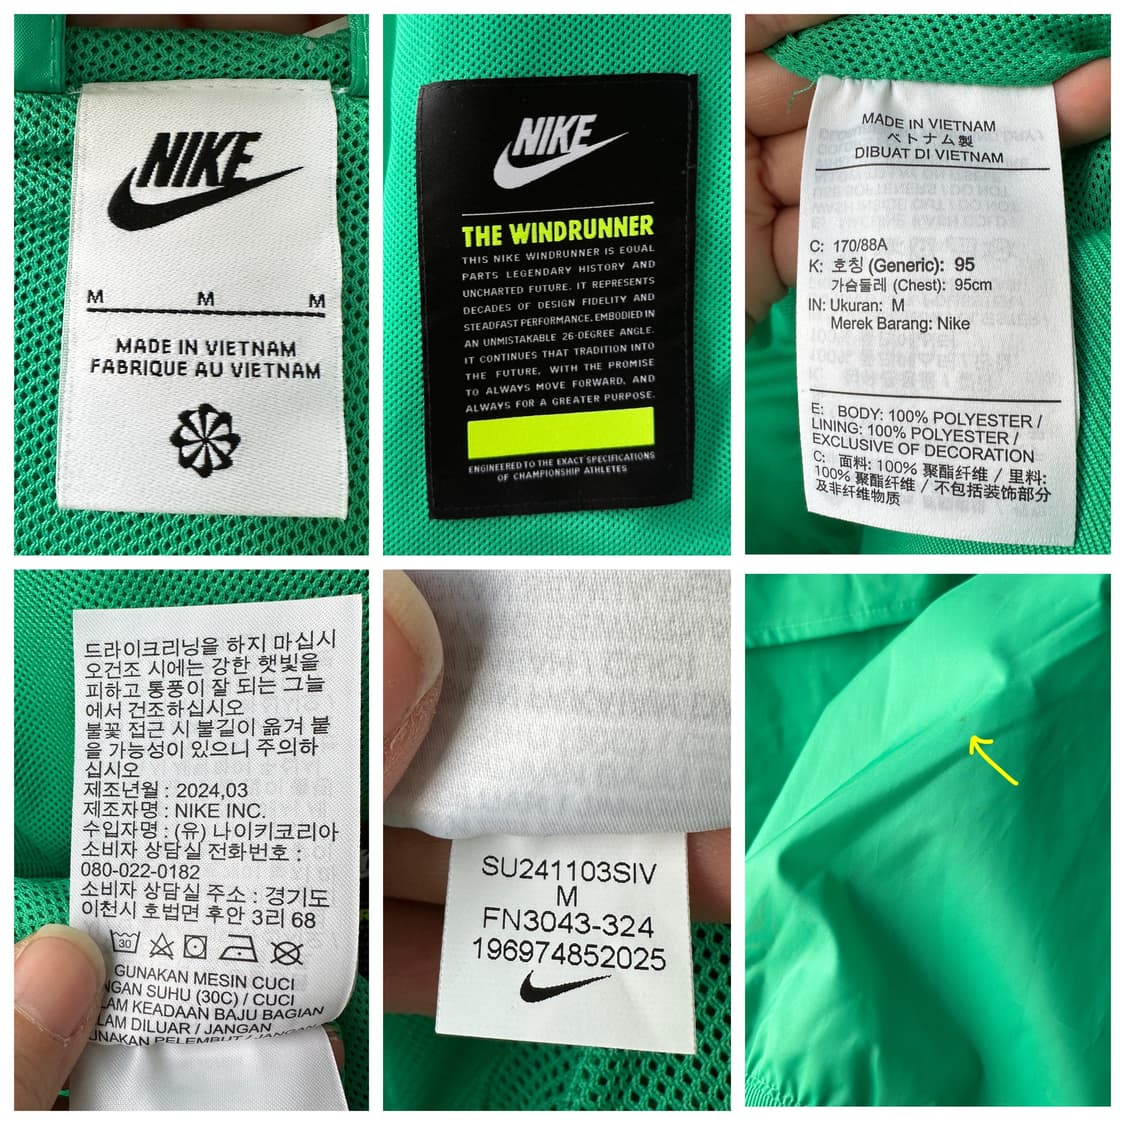 NIKE
M M M
MADE IN VIETNAM
FABRIQUE AU VIETNAM
NIKE
THE WINDRUNNER
THIS NIKE WINDRUNNER IS EQUAL
PARTS LEGENDARY HISTORY AND
UNCHARTED FUTURE. IT REPRESENTS
DECADES OF DESIGN FIDELITY AND
STEADFAST PERFORMANCE, EMBODIED IN
AN UNMISTAKABLE 26-DEGREE ANGLE.
IT CONTINUES THAT TRADITION INTO
THE FUTURE, WITH THE PROMISE
TO ALWAYS MOVE FORWARD, AND
ALWAYS FOR A GREATER PURPOSE.
ENGINEERED TO THE EXACT SPECIFICATIONS
OF CHAMPIONSHIP ATHLETES
MADE IN VIETNAM
ベトナム製
DIBUAT DI VIETNAM
C: 170/88A
K: 호칭 (Generic): 95
가슴둘레 (Chest): 95cm
IN: Ukuran: M
Merek Barang: Nike
E: BODY: 100% POLYESTER /
LINING: 100% POLYESTER /
EXCLUSIVE OF DECORATION
C: 面料: 100% 聚酯纤维 / 里料:
100% 聚酯纤维 / 不包括装饰部分
及非纤维物质
드라이크리닝을 하지 마십시
오건조 시에는 강한 햇빛을
피하고 통풍이 잘 되는 그늘
에서 건조하십시오
불꽃 접근 시 불길이 옮겨 붙
을 가능성이 있으니 주의하
십시오
제조년월 : 2024,03
제조자명 : NIKE INC.
수입자명 : (유) 나이키코리아
소비자 상담실 전화번호 :
080-022-0182
소비자 상담실 주소 : 경기도
이천시 호법면 후안 3리 68
30
GUNAKAN MESIN CUCI
NGAN SUHU (30C) / CUCI
LAM KEADAAN BAJU BAGIAN
LAM DILUAR / JANGAN
UNAKAN PELEMBUT / JANGAN
SU241103SIV
M
FN3043-324
196974852025